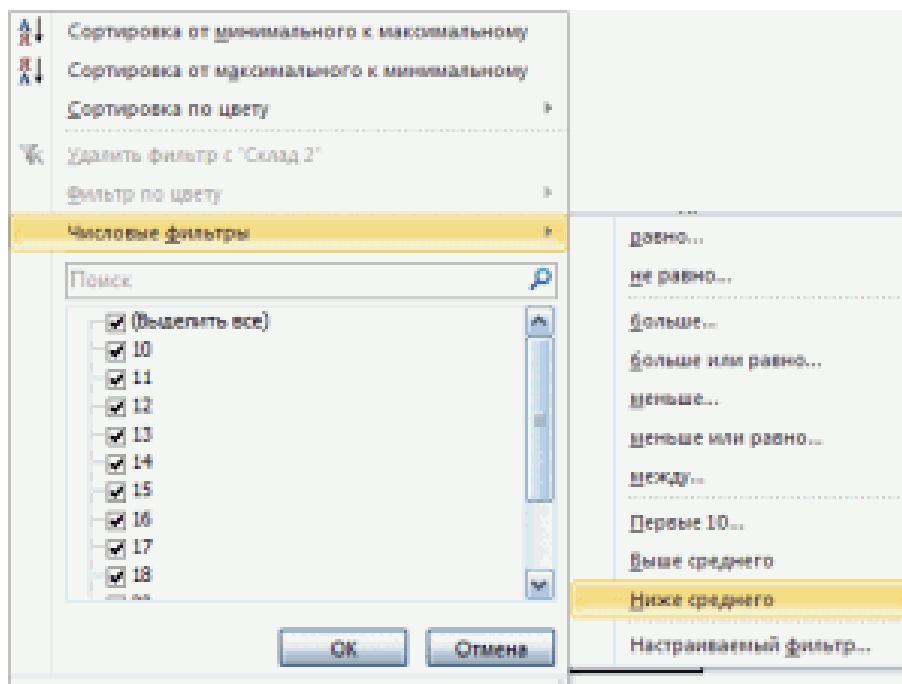 Сортировка от минимального к максимальному
Сортировка от максимального к минимальному
Сортировка по цвету
Удалить фильтр с "Склад 2"
Фильтр по цвету
Числовые фильтры
Поиск
(Выделить все)
10
11
12
13
14
15
16
17
18
ОК
Отмена
равно...
не равно...
больше...
больше или равно...
меньше...
меньше или равно...
между...
Первые 10...
Выше среднего
Ниже среднего
Настраиваемый фильтр...